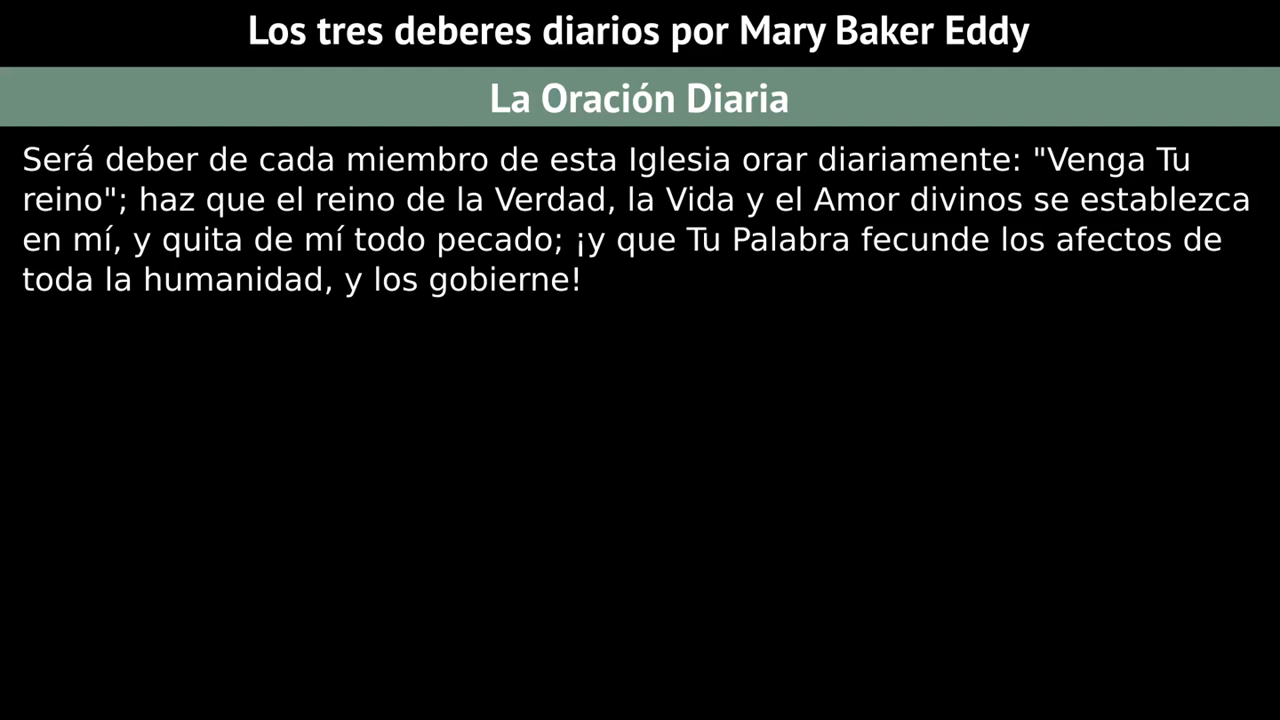 Los tres deberes diarios por Mary Baker Eddy
La Oración Diaria
Será deber de cada miembro de esta Iglesia orar diariamente: "Venga Tu
reino"; haz que el reino de la Verdad, la Vida y el Amor divinos se establezca
en mí, y quita de mí todo pecado; ¡y que Tu Palabra fecunde los afectos de
toda la humanidad, y los gobierne!